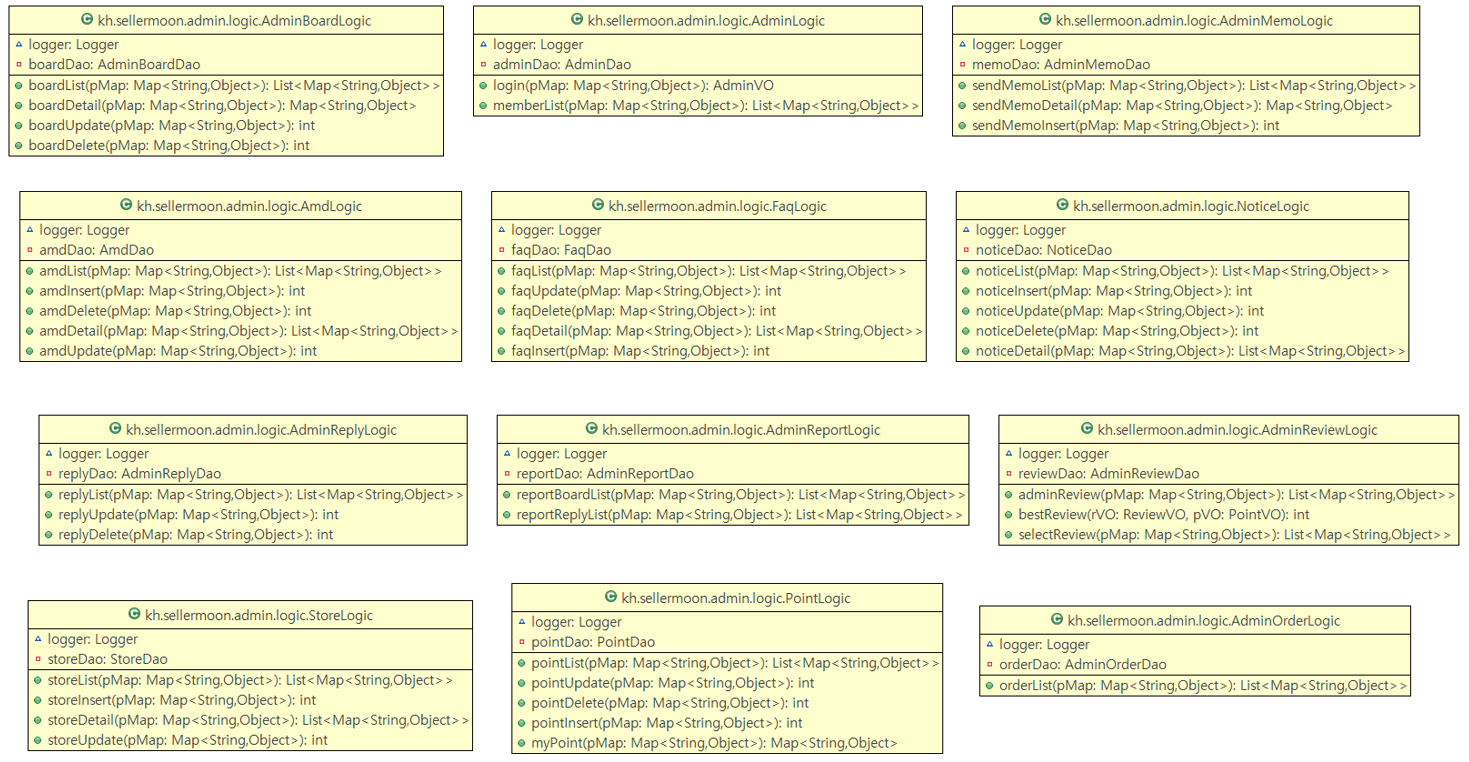 kh.sellermoon.admin.logic.AdminBoardLogic
logger: Logger
boardDao: AdminBoardDao
boardList(pMap: Map<String,Object>): List<Map<String,Object>>
boardDetail(pMap: Map<String,Object>): Map<String,Object>
boardUpdate(pMap: Map<String,Object>): int
boardDelete(pMap: Map<String,Object>): int
kh.sellermoon.admin.logic.AdminLogic
logger: Logger
adminDao: AdminDao
login(pMap: Map<String,Object>): AdminVO
memberList(pMap: Map<String,Object>): List<Map<String,Object>>
kh.sellermoon.admin.logic.AdminMemoLogic
logger: Logger
memoDao: AdminMemoDao
sendMemoList(pMap: Map<String,Object>): List<Map<String,Object>>
sendMemoDetail(pMap: Map<String,Object>): Map<String,Object>
sendMemoInsert(pMap: Map<String,Object>): int
kh.sellermoon.admin.logic.AmdLogic
logger: Logger
amdDao: AmdDao
amdList(pMap: Map<String,Object>): List<Map<String,Object>>
amdInsert(pMap: Map<String,Object>): int
amdDelete(pMap: Map<String,Object>): int
amdDetail(pMap: Map<String,Object>): List<Map<String,Object>>
amdUpdate(pMap: Map<String,Object>): int
kh.sellermoon.admin.logic.FaqLogic
logger: Logger
faqDao: FaqDao
faqList(pMap: Map<String,Object>): List<Map<String,Object>>
faqUpdate(pMap: Map<String,Object>): int
faqDelete(pMap: Map<String,Object>): int
faqDetail(pMap: Map<String,Object>): List<Map<String,Object>>
faqInsert(pMap: Map<String,Object>): int
kh.sellermoon.admin.logic.NoticeLogic
logger: Logger
noticeDao: NoticeDao
noticeList(pMap: Map<String,Object>): List<Map<String,Object>>
noticeInsert(pMap: Map<String,Object>): int
noticeUpdate(pMap: Map<String,Object>): int
noticeDelete(pMap: Map<String,Object>): int
noticeDetail(pMap: Map<String,Object>): List<Map<String,Object>>
kh.sellermoon.admin.logic.AdminReplyLogic
logger: Logger
replyDao: AdminReplyDao
replyList(pMap: Map<String,Object>): List<Map<String,Object>>
replyUpdate(pMap: Map<String,Object>): int
replyDelete(pMap: Map<String,Object>): int
kh.sellermoon.admin.logic.AdminReportLogic
logger: Logger
reportDao: AdminReportDao
reportBoardList(pMap: Map<String,Object>): List<Map<String,Object>>
reportReplyList(pMap: Map<String,Object>): List<Map<String,Object>>
kh.sellermoon.admin.logic.AdminReviewLogic
logger: Logger
reviewDao: AdminReviewDao
adminReview(pMap: Map<String,Object>): List<Map<String,Object>>
bestReview(rVO: ReviewVO, pVO: PointVO): int
selectReview(pMap: Map<String,Object>): List<Map<String,Object>>
kh.sellermoon.admin.logic.StoreLogic
logger: Logger
storeDao: StoreDao
storeList(pMap: Map<String,Object>): List<Map<String,Object>>
storeInsert(pMap: Map<String,Object>): int
storeDetail(pMap: Map<String,Object>): List<Map<String,Object>>
storeUpdate(pMap: Map<String,Object>): int
kh.sellermoon.admin.logic.PointLogic
logger: Logger
pointDao: PointDao
pointList(pMap: Map<String,Object>): List<Map<String,Object>>
pointUpdate(pMap: Map<String,Object>): int
pointDelete(pMap: Map<String,Object>): int
pointInsert(pMap: Map<String,Object>): int
myPoint(pMap: Map<String,Object>): Map<String,Object>
kh.sellermoon.admin.logic.AdminOrderLogic
logger: Logger
orderDao: AdminOrderDao
orderList(pMap: Map<String,Object>): List<Map<String,Object>>